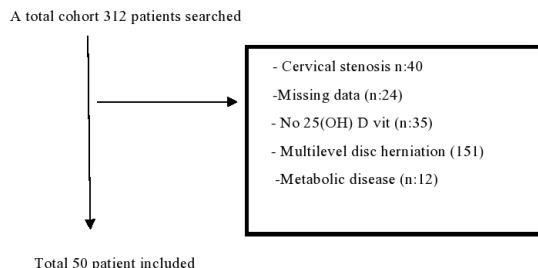 A total cohort 312 patients searched
- Cervical stenosis n:40
-Missing data (n:24)
- No 25(OH) D vit (n:35)
- Multilevel disc herniation (151)
-Metabolic disease (n:12)
Total 50 patient included